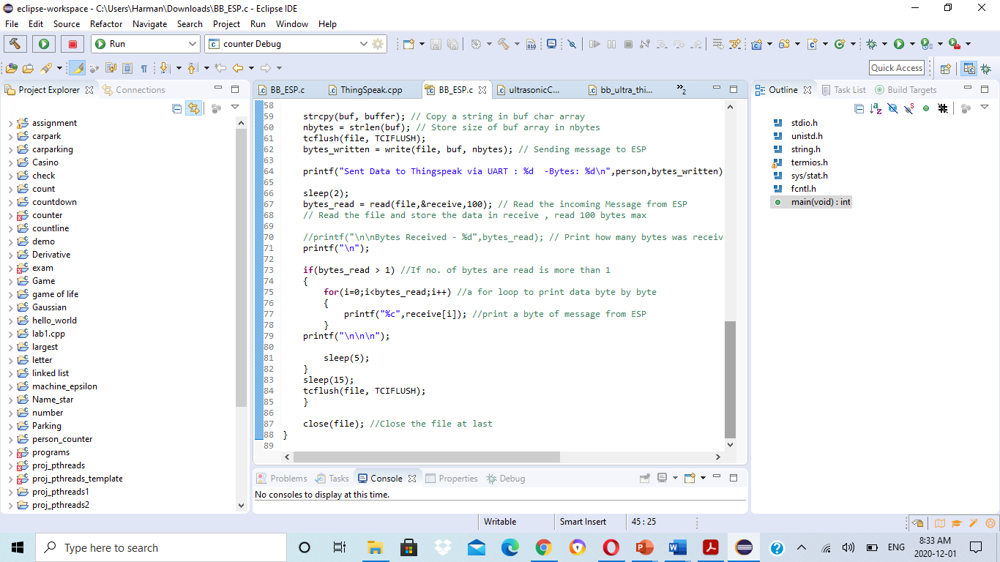 eclipse-workspace - C:\Users\Harman\Downloads\BB_ESP.c - Eclipse IDE
File Edit Source Refactor Navigate Search Project Run Window Help
Run counter Debug
Quick Access
Project Explorer Connections
assignment
carpark
carparking
Casino
check
count
countdown
counter
countline
demo
Derivative
exam
Game
game of life
Gaussian
hello_world
lab1.cpp
largest
letter
linked list
machine_epsilon
Name_star
number
Parking
person_counter
programs
proj_pthreads
proj_pthreads_template
proj_pthreads1
proj_pthreads2
BB_ESP.c ThingSpeak.cpp BB_ESP.c ultrasonicC... bb_ultra_thi... »2
58
59 strcpy(buf, buffer); // Copy a string in buf char array
60 nbytes = strlen(buf); // Store size of buf array in nbytes
61 tcflush(file, TCIFLUSH);
62 bytes_written = write(file, buf, nbytes); // Sending message to ESP
63
64 printf("Sent Data to Thingspeak via UART : %d  -Bytes: %d\n",person,bytes_written)
65
66 sleep(2);
67 bytes_read = read(file,&receive,100); // Read the incoming Message from ESP
68 // Read the file and store the data in receive , read 100 bytes max
69
70 //printf("\n\nBytes Received - %d",bytes_read); // Print how many bytes was receiv
71 printf("\n");
72
73 if(bytes_read > 1) //If no. of bytes are read is more than 1
74 {
75 for(i=0;i<bytes_read;i++) //a for loop to print data byte by byte
76 {
77 printf("%c",receive[i]); //print a byte of message from ESP
78 }
79 printf("\n\n\n");
80
81 sleep(5);
82 }
83 sleep(15);
84 tcflush(file, TCIFLUSH);
85 }
86
87 close(file); //Close the file at last
88 }
89
Problems Tasks Console Properties Debug
No consoles to display at this time.
Outline Task List Build Targets
stdio.h
unistd.h
string.h
termios.h
sys/stat.h
fcntl.h
main(void) : int
Writable Smart Insert 45 : 25
Type here to search
ENG
8:33 AM
2020-12-01